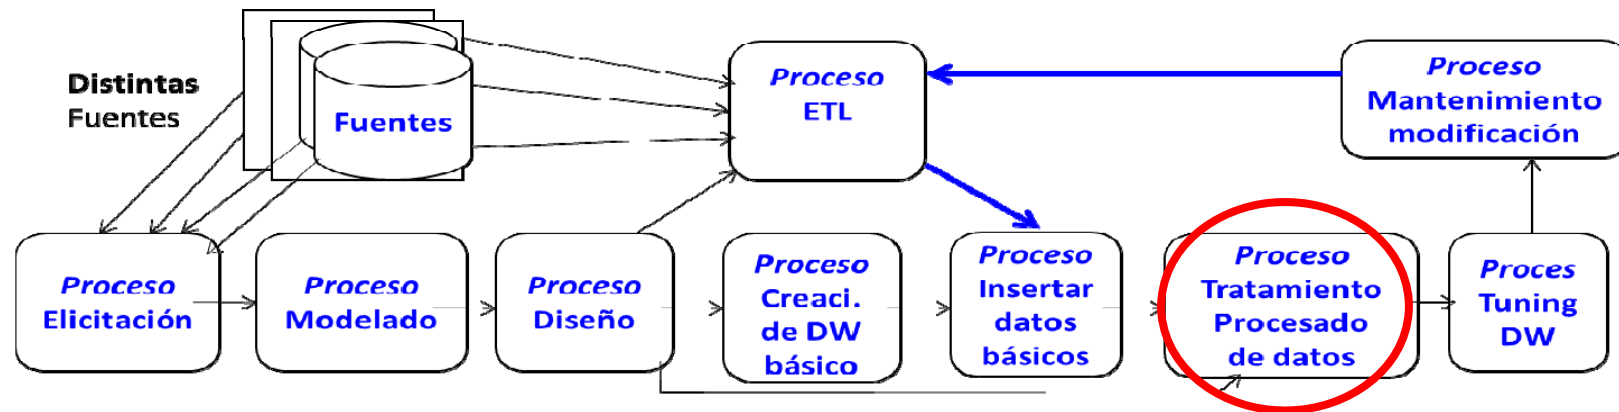 Distintas
Fuentes
Fuentes
Proceso
ETL
Proceso
Mantenimiento
modificación
Proceso
Elicitación
Proceso
Modelado
Proceso
Diseño
Proceso
Creaci.
de DW
básico
Proceso
Insertar
datos
básicos
Proceso
Tratamiento
Procesado
de datos
Proces
Tuning
DW